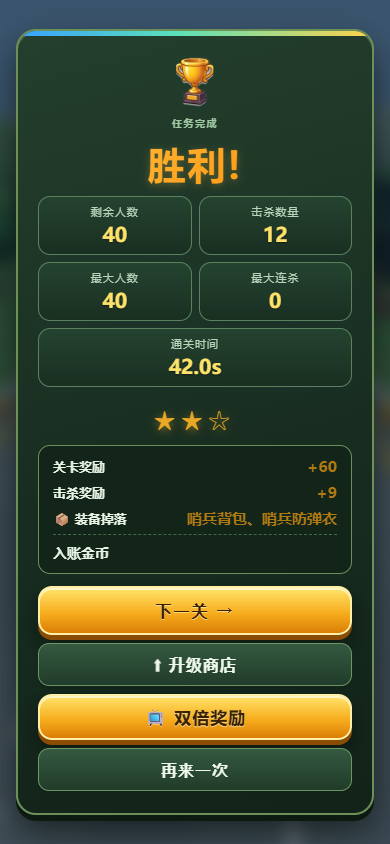 任务完成
胜利!
剩余人数
40
击杀数量
12
最大人数
40
最大连杀
0
通关时间
42.0s
★★☆
关卡奖励 +60
击杀奖励 +9
📦 装备掉落 哨兵背包、哨兵防弹衣
入账金币
下一关 →
⬆ 升级商店
📺 双倍奖励
再来一次